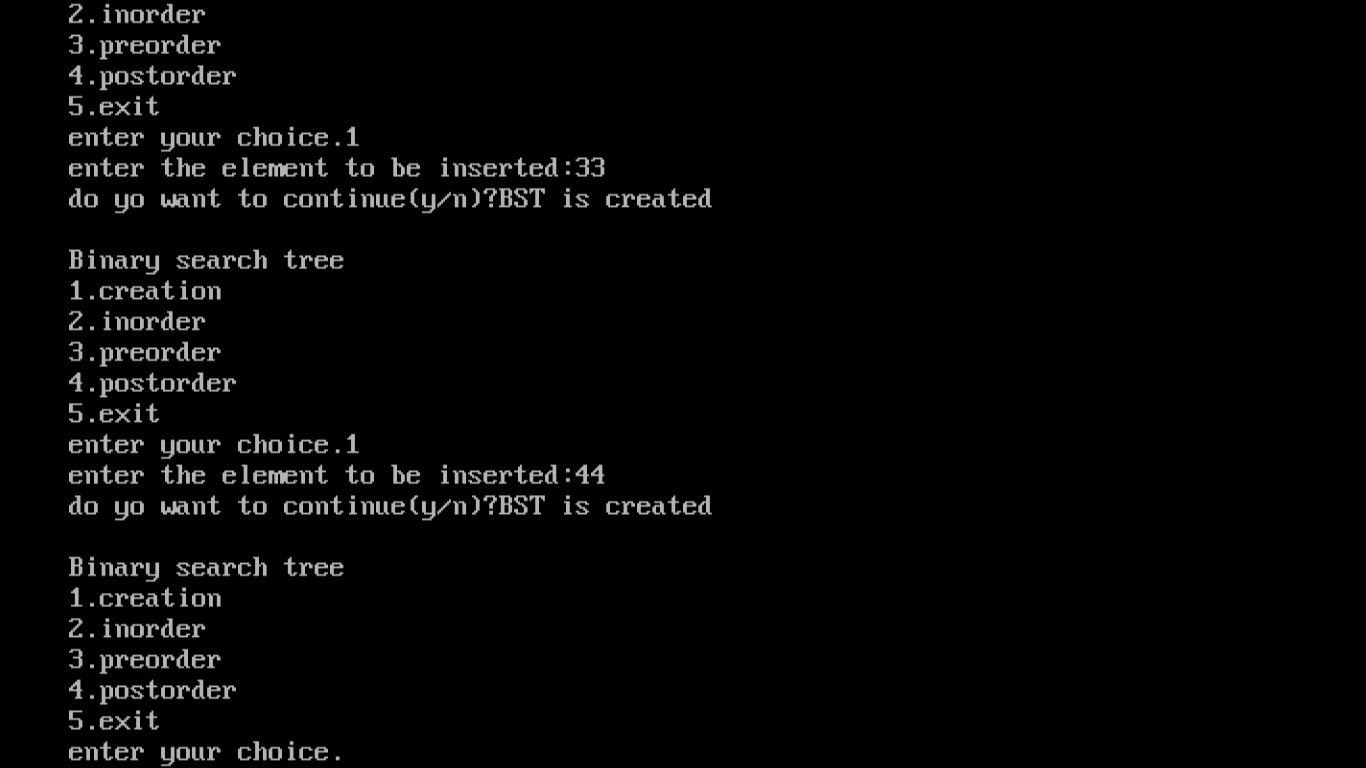 2.inorder
3.preorder
4.postorder
5.exit
enter your choice.1
enter the element to be inserted:33
do yo want to continue(y/n)?BST is created
Binary search tree
1.creation
2.inorder
3.preorder
4.postorder
5.exit
enter your choice.1
enter the element to be inserted:44
do yo want to continue(y/n)?BST is created
Binary search tree
1.creation
2.inorder
3.preorder
4.postorder
5.exit
enter your choice.